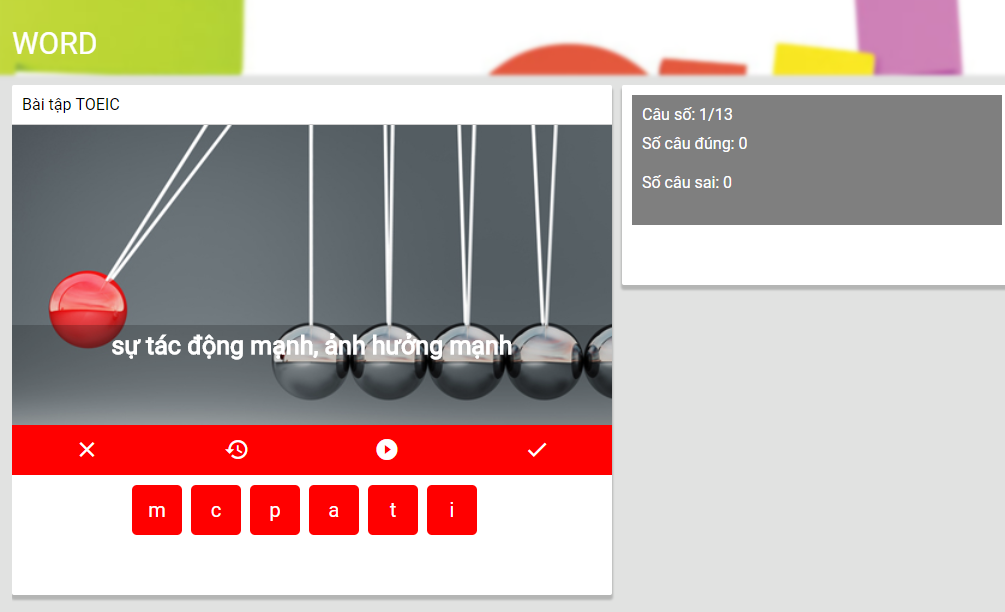 WORD
Bài tập TOEIC
sự tác động mạnh, ảnh hưởng mạnh
m c p a t i
Câu số: 1/13
Số câu đúng: 0
Số câu sai: 0